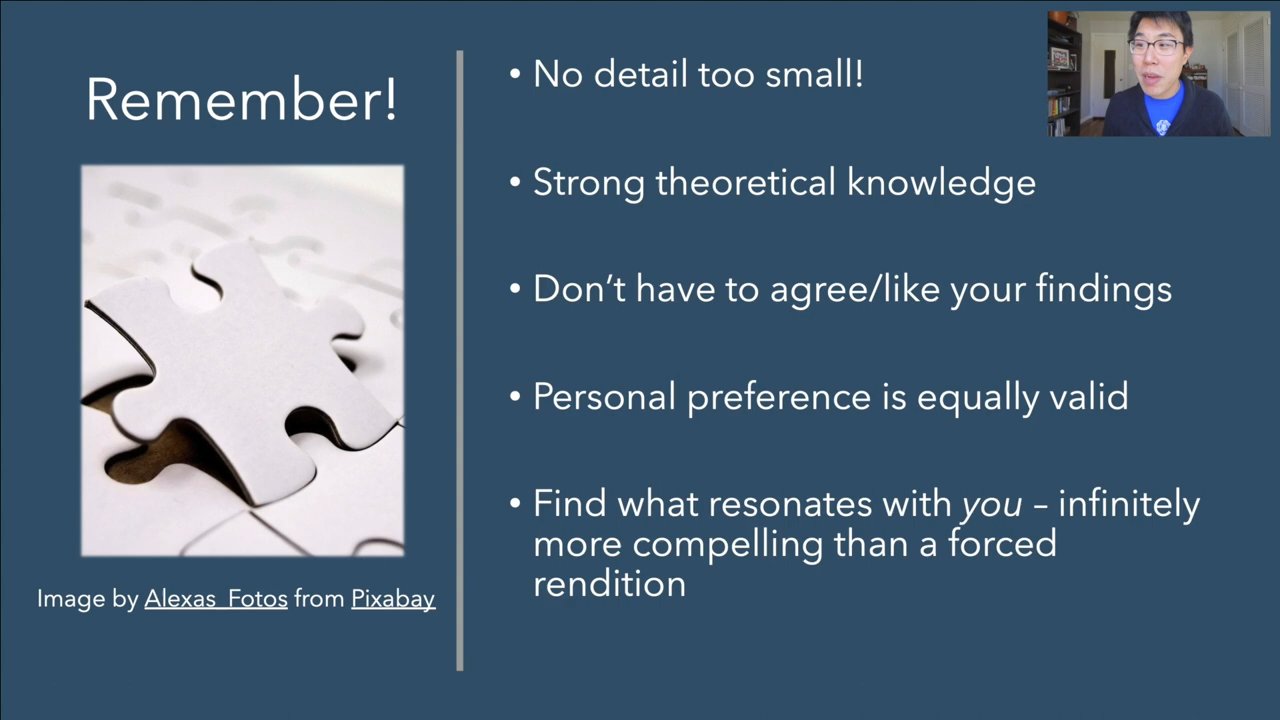 Remember!
Image by Alexas_Fotos from Pixabay
• No detail too small!
• Strong theoretical knowledge
• Don’t have to agree/like your findings
• Personal preference is equally valid
• Find what resonates with you – infinitely
more compelling than a forced
rendition